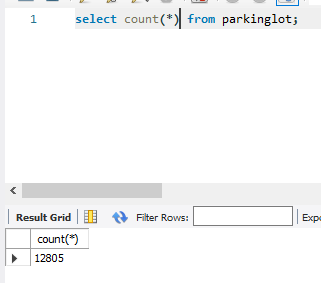 1 select count(*) from parkinglot;
Result Grid Filter Rows: Expo
count(*)
12805